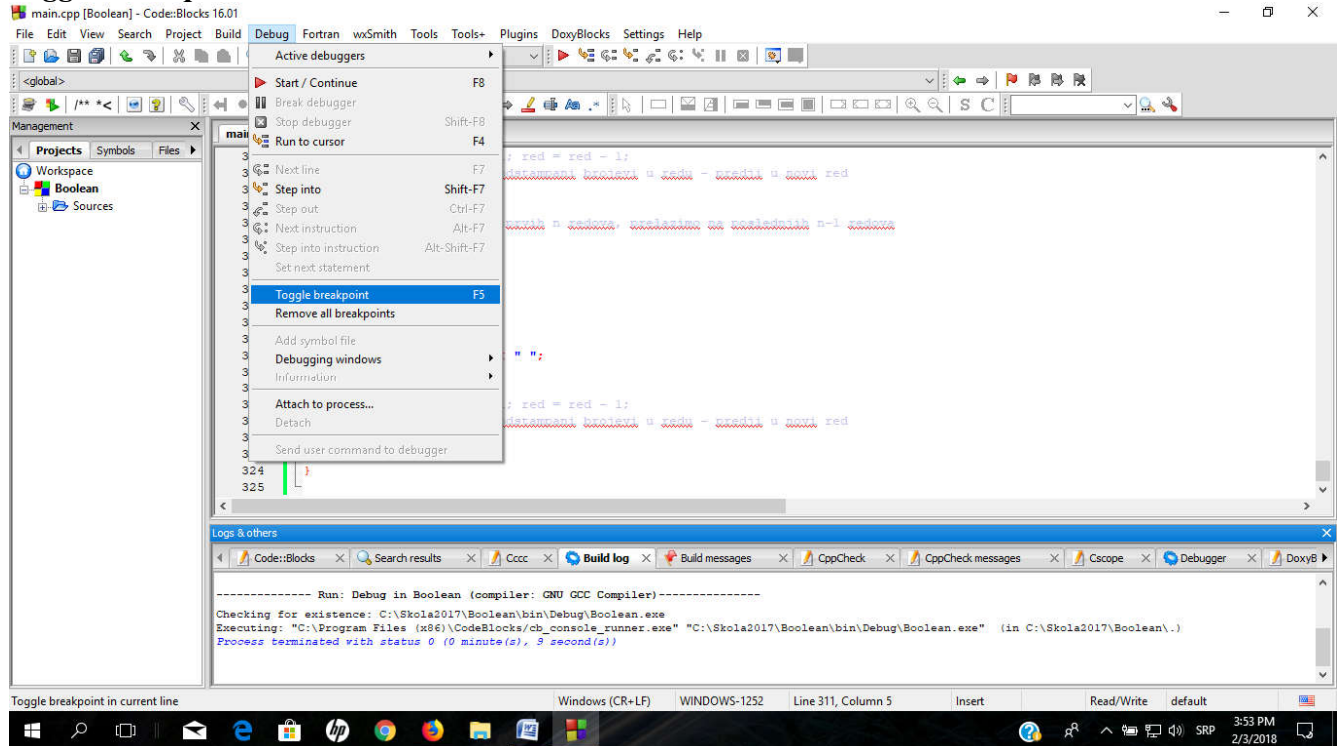 main.cpp [Boolean] - Code::Blocks 16.01
File Edit View Search Project Build Debug Fortran wxSmith Tools Tools+ Plugins DoxyBlocks Settings Help
<global>
/** *<
S C
Management
Projects Symbols Files
Workspace
Boolean
Sources
Active debuggers
Start / Continue F8
Break debugger
Stop debugger Shift-F8
Run to cursor F4
Next line F7
Step into Shift-F7
Step out Ctrl-F7
Next instruction Alt-F7
Step into instruction Alt-Shift-F7
Set next statement
Toggle breakpoint F5
Remove all breakpoints
Add symbol file
Debugging windows
Information
Attach to process...
Detach
Send user command to debugger
; red = red - 1;
brojevi u redu - predji u novi red
prvih n redova, prelazimo na poslednjih n-1 redova
" ";
; red = red - 1;
brojevi u redu - predji u novi red
324 }
325
Logs & others
Code::Blocks Search results Cccc Build log Build messages CppCheck CppCheck messages Cscope Debugger DoxyB
-------------- Run: Debug in Boolean (compiler: GNU GCC Compiler)---------------
Checking for existence: C:\Skola2017\Boolean\bin\Debug\Boolean.exe
Executing: "C:\Program Files (x86)\CodeBlocks/cb_console_runner.exe" "C:\Skola2017\Boolean\bin\Debug\Boolean.exe" (in C:\Skola2017\Boolean\.)
Process terminated with status 0 (0 minute(s), 9 second(s))
Toggle breakpoint in current line Windows (CR+LF) WINDOWS-1252 Line 311, Column 5 Insert Read/Write default
SRP 3:53 PM
2/3/2018